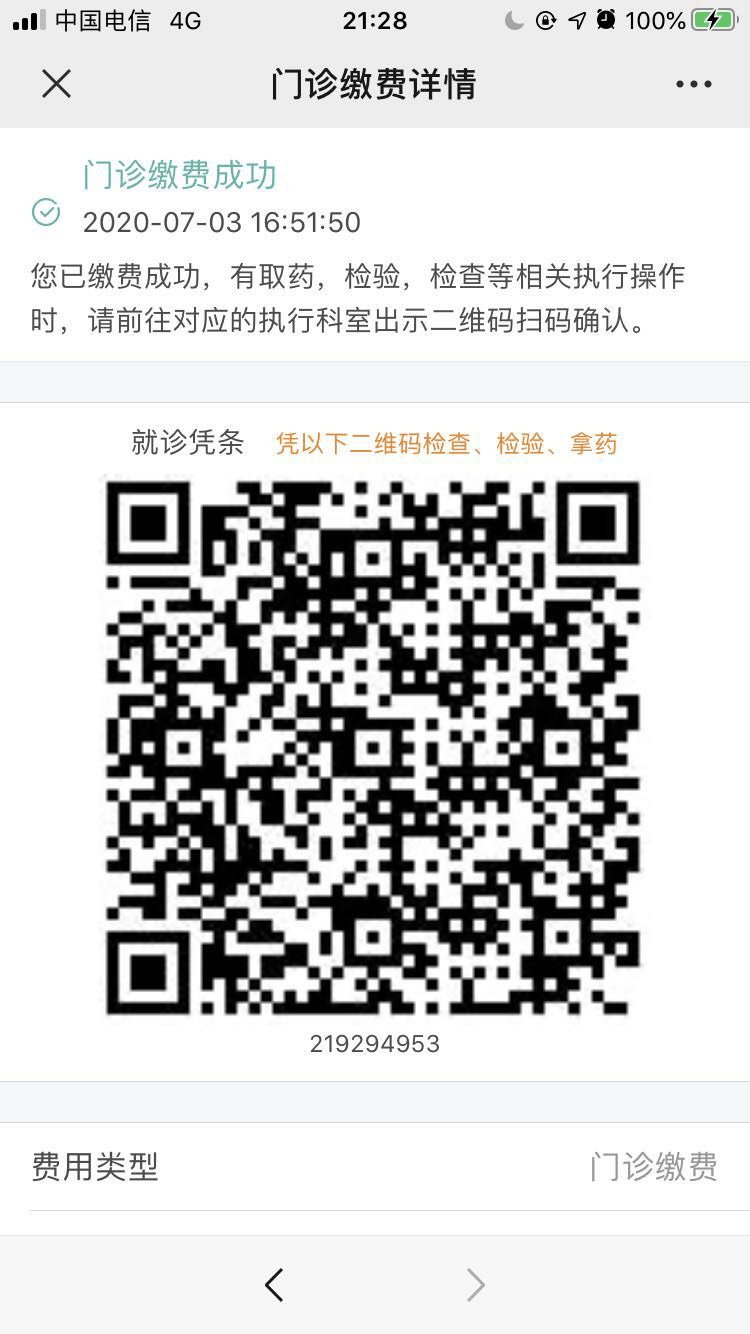 中国电信 4G 21:28 100%
门诊缴费详情
门诊缴费成功
2020-07-03 16:51:50
您已缴费成功，有取药，检验，检查等相关执行操作
时，请前往对应的执行科室出示二维码扫码确认。
就诊凭条 凭以下二维码检查、检验、拿药
219294953
费用类型 门诊缴费